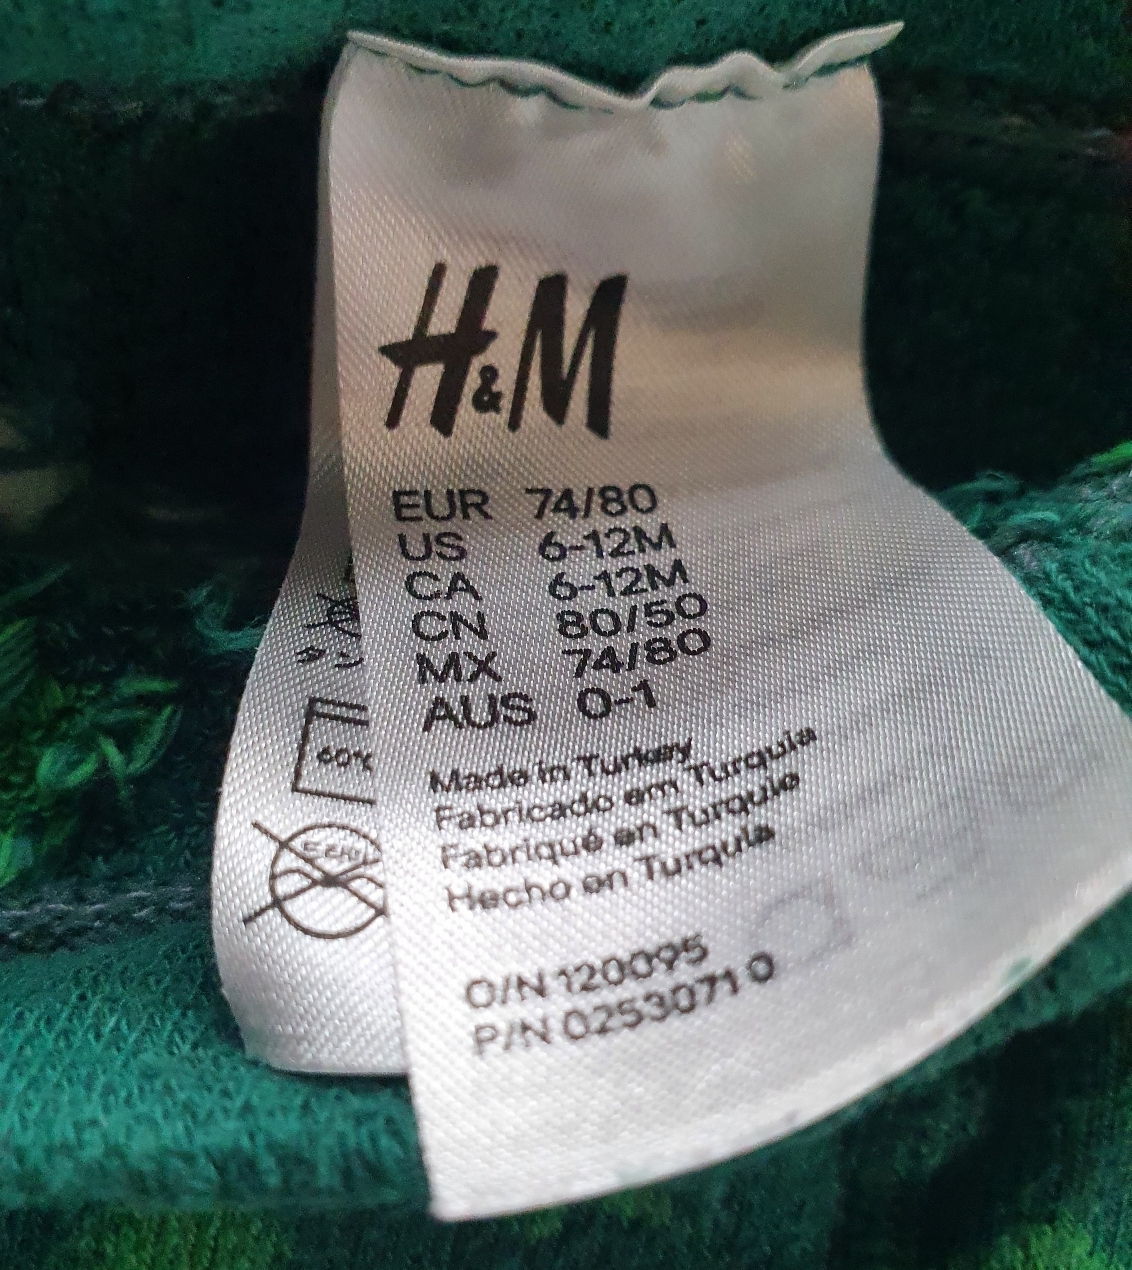 H&M
EUR 74/80
US 6-12M
CA 6-12M
CN 80/50
MX 74/80
AUS 0-1
Made in Turkey
Fabricado em Turquia
Fabriqué en Turquie
Hecho en Turquía
O/N 120095
P/N 0253071 0